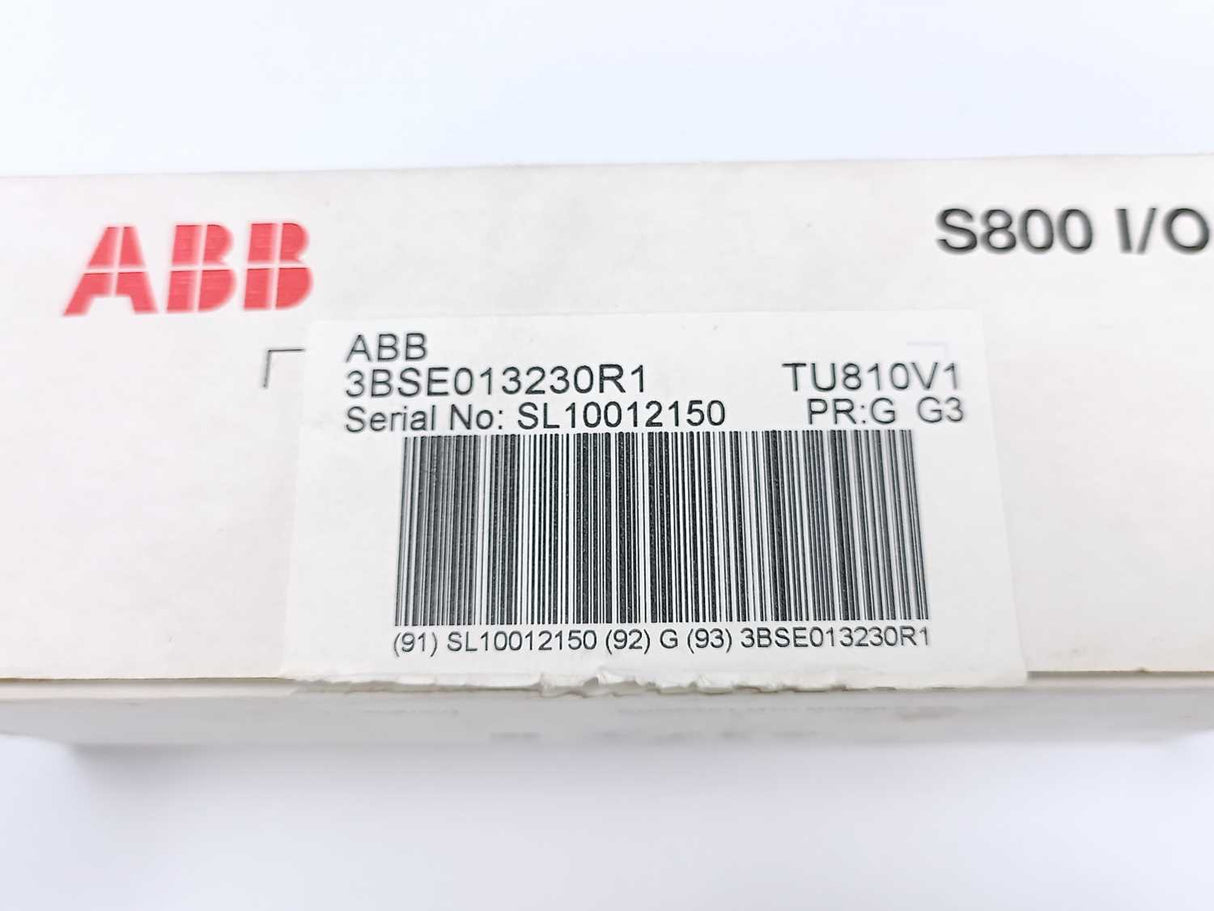 ABB
S800 I/O
ABB
3BSE013230R1 TU810V1
Serial No: SL10012150 PR:G G3
(91) SL10012150 (92) G (93) 3BSE013230R1